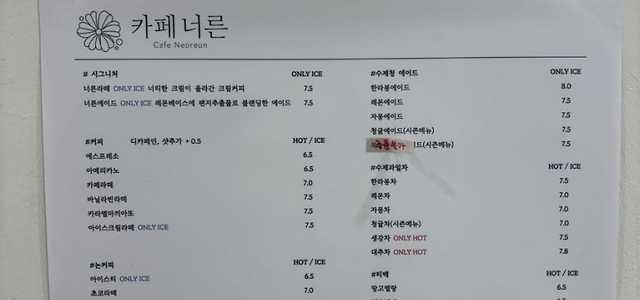 카페너른
Cafe Neoreun
# 시그니처 ONLY ICE
너른라떼 ONLY ICE 너티한 크림이 올라간 크림커피 7.5
너른에이드 ONLY ICE 레몬베이스에 팬지추출물로 블랜딩한 에이드 7.5
#커피 디카페인, 샷추가 + 0.5 HOT / ICE
에스프레소 6.5
아메리카노 6.5
카페라떼 7.0
바닐라빈라떼 7.5
카라멜마끼아또 7.5
아이스크림라떼 ONLY ICE 7.5
#논커피 HOT / ICE
아이스티 ONLY ICE 6.5
초코라떼 7.0
#수제청 에이드 ONLY ICE
한라봉에이드 8.0
레몬에이드 7.5
자몽에이드 7.5
청귤에이드(시즌메뉴) 7.5
이드(시즌메뉴) 7.5
#수제과일차 HOT / ICE
한라봉차 7.5
레몬차 7.0
자몽차 7.0
청귤차(시즌메뉴) 7.0
생강차 ONLY HOT 7.5
대추차 ONLY HOT 7.8
#티백 HOT / ICE
망고멜랑 6.5